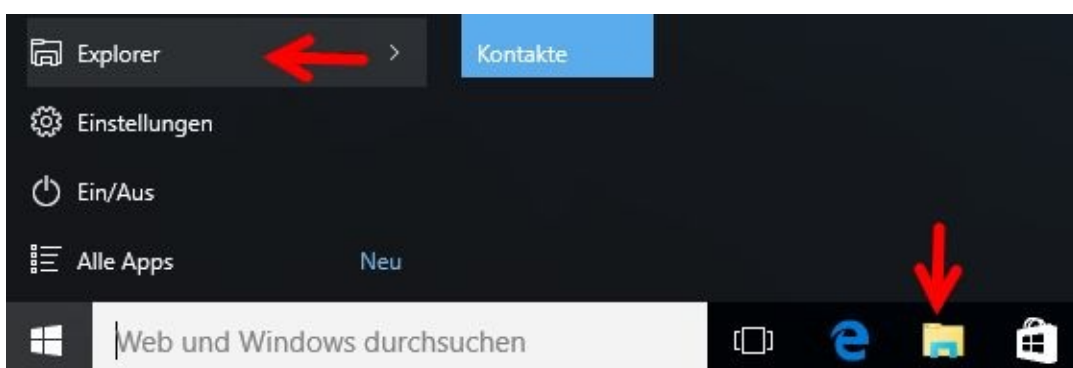 Explorer
Kontakte
Einstellungen
Ein/Aus
Alle Apps Neu
Web und Windows durchsuchen